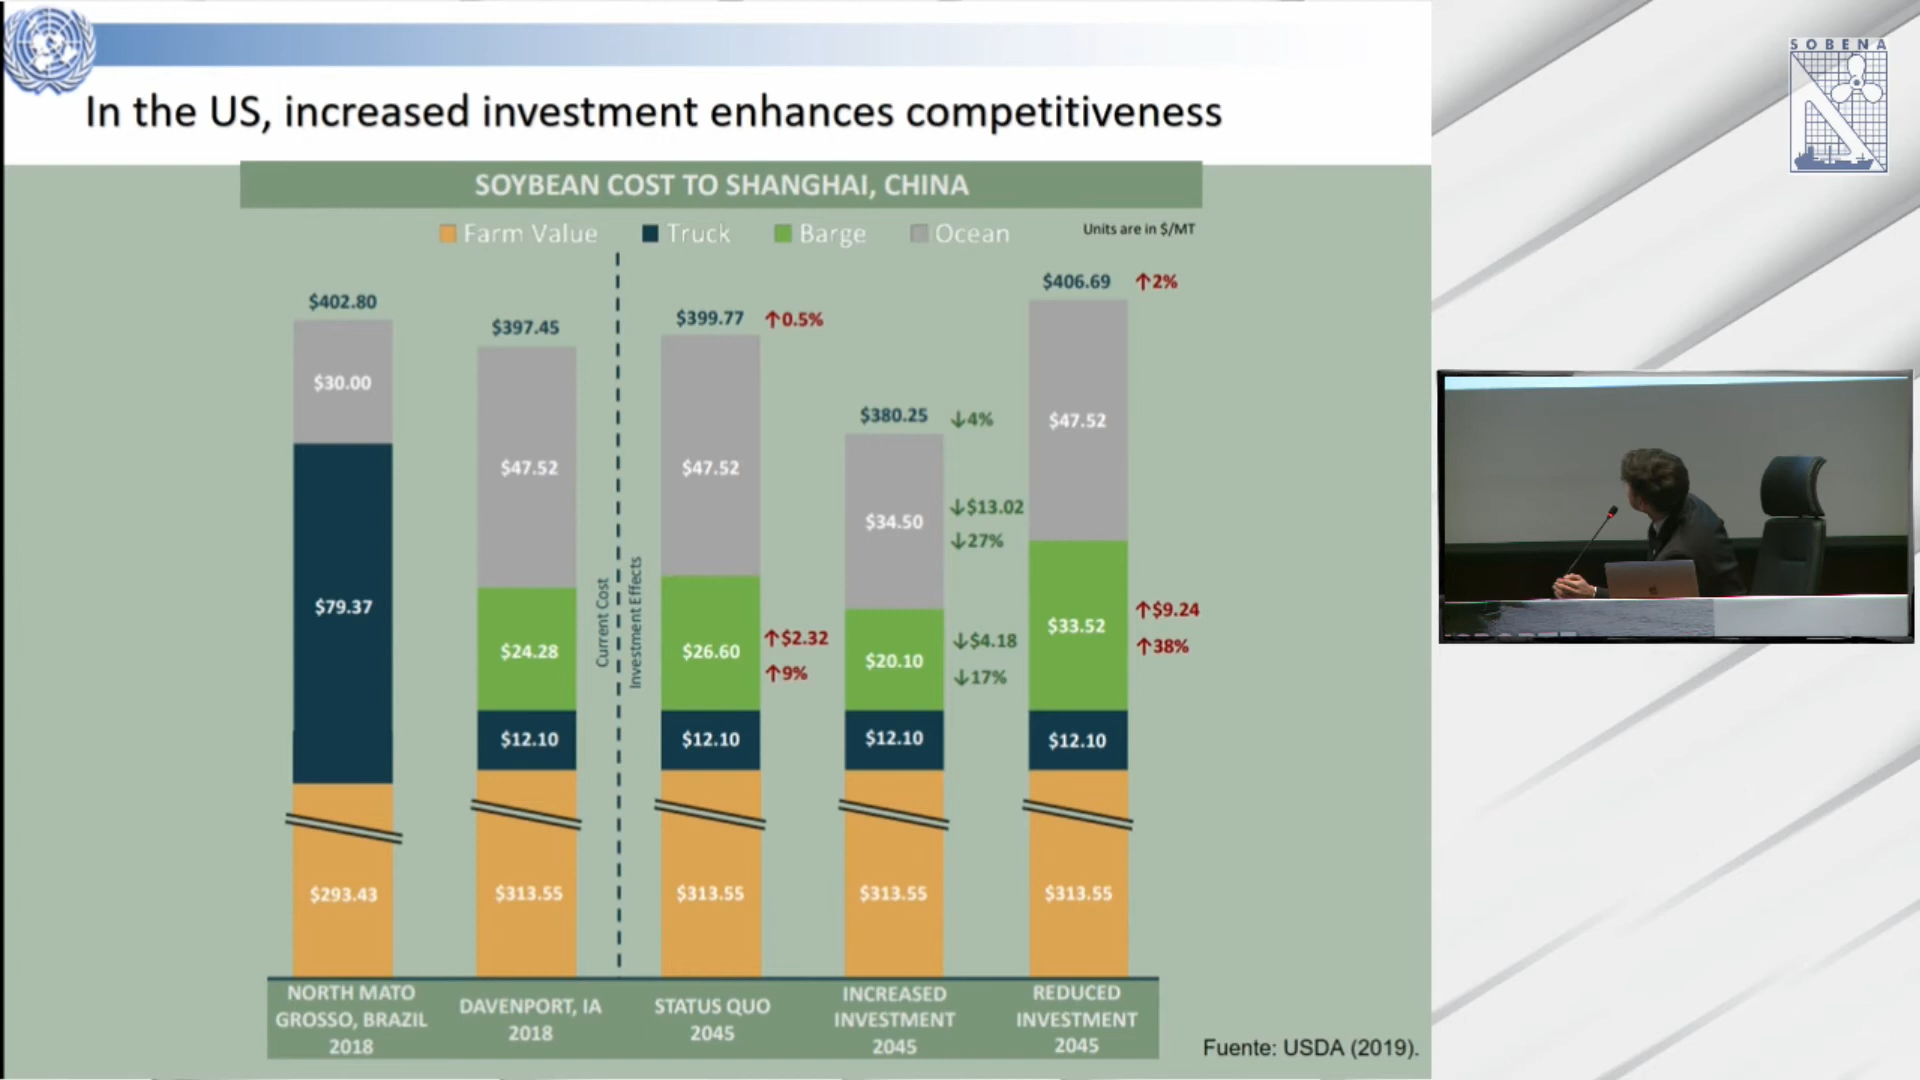 In the US, increased investment enhances competitiveness
SOBENA
SOYBEAN COST TO SHANGHAI, CHINA
Farm Value
Truck
Barge
Ocean
Units are in $/MT
$402.80
$30.00
$79.37
$293.43
$397.45
$47.52
$24.28
$12.10
$313.55
Current Cost
Investment Effects
$399.77
↑0.5%
$47.52
$26.60
↑$2.32
↑9%
$12.10
$313.55
$380.25
↓4%
$34.50
↓$13.02
↓27%
$20.10
↓$4.18
↓17%
$12.10
$313.55
$406.69
↑2%
$47.52
$33.52
↑$9.24
↑38%
$12.10
$313.55
NORTH MATO
GROSSO, BRAZIL
2018
DAVENPORT, IA
2018
STATUS QUO
2045
INCREASED
INVESTMENT
2045
REDUCED
INVESTMENT
2045
Fuente: USDA (2019).